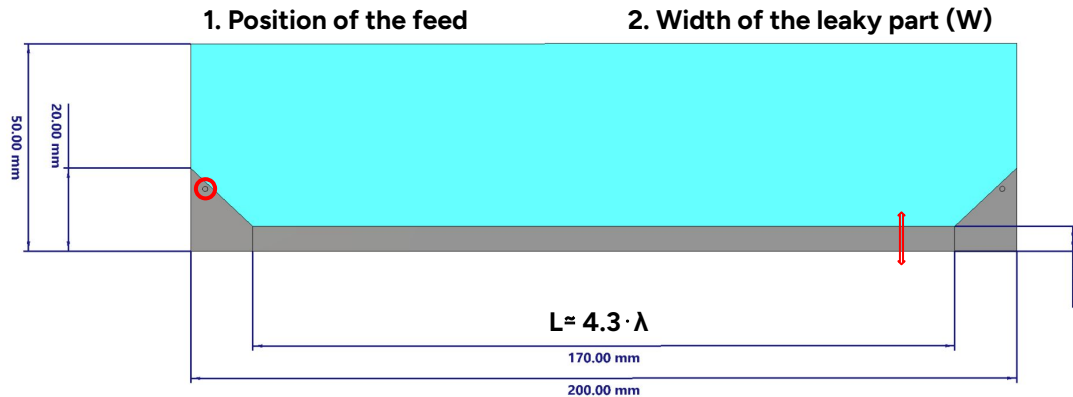 1. Position of the feed
2. Width of the leaky part (W)
50.00 mm
20.00 mm
L≈ 4.3·λ
170.00 mm
200.00 mm